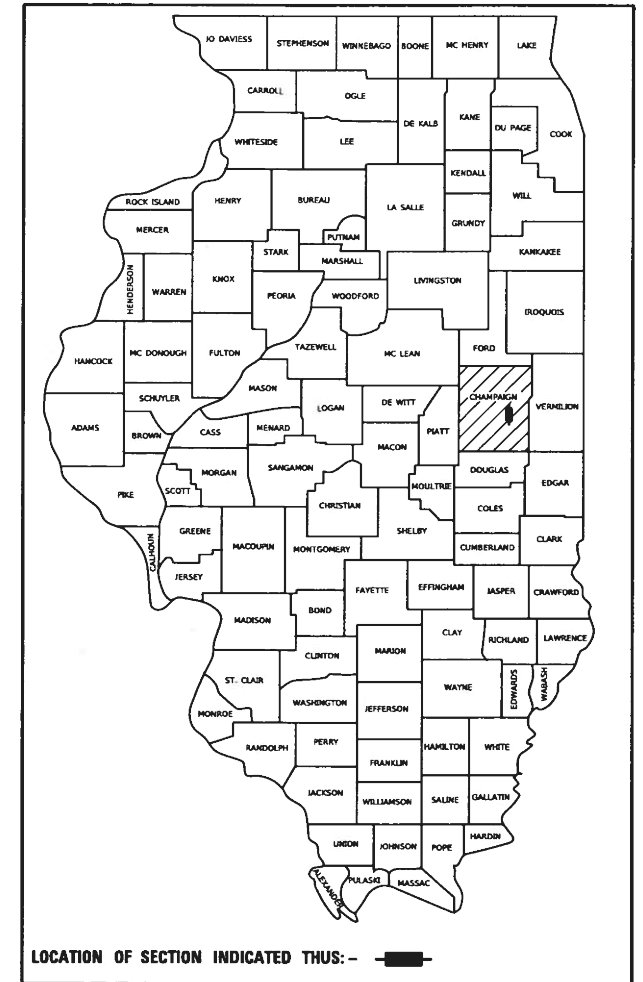 JO DAVIESS STEPHENSON WINNEBAGO BOONE MC HENRY LAKE
CARROLL OGLE
DE KALB KANE DU PAGE COOK
WHITESIDE LEE
KENDALL
ROCK ISLAND HENRY BUREAU LA SALLE WILL
GRUNDY
MERCER PUTNAM
STARK MARSHALL KANKAKEE
HENDERSON WARREN KNOX LIVINGSTON
PEORIA WOODFORD
IROQUOIS
HANCOCK MC DONOUGH FULTON TAZEWELL MC LEAN FORD
MASON
SCHUYLER LOGAN DE WITT CHAMPAIGN VERMILION
ADAMS BROWN CASS MENARD PIATT
MACON
PIKE SCOTT MORGAN SANGAMON DOUGLAS
MOULTRIE EDGAR
CHRISTIAN COLES
CALHOUN GREENE MACOUPIN MONTGOMERY SHELBY
CUMBERLAND CLARK
JERSEY
FAYETTE EFFINGHAM JASPER CRAWFORD
MADISON BOND
CLAY RICHLAND LAWRENCE
CLINTON MARION
ST. CLAIR
WAYNE EDWARDS WABASH
WASHINGTON JEFFERSON
MONROE
RANDOLPH PERRY HAMILTON WHITE
FRANKLIN
JACKSON WILLIAMSON SALINE GALLATIN
HARDIN
UNION JOHNSON POPE
ALEXANDER PULASKI MASSAC
LOCATION OF SECTION INDICATED THUS:-